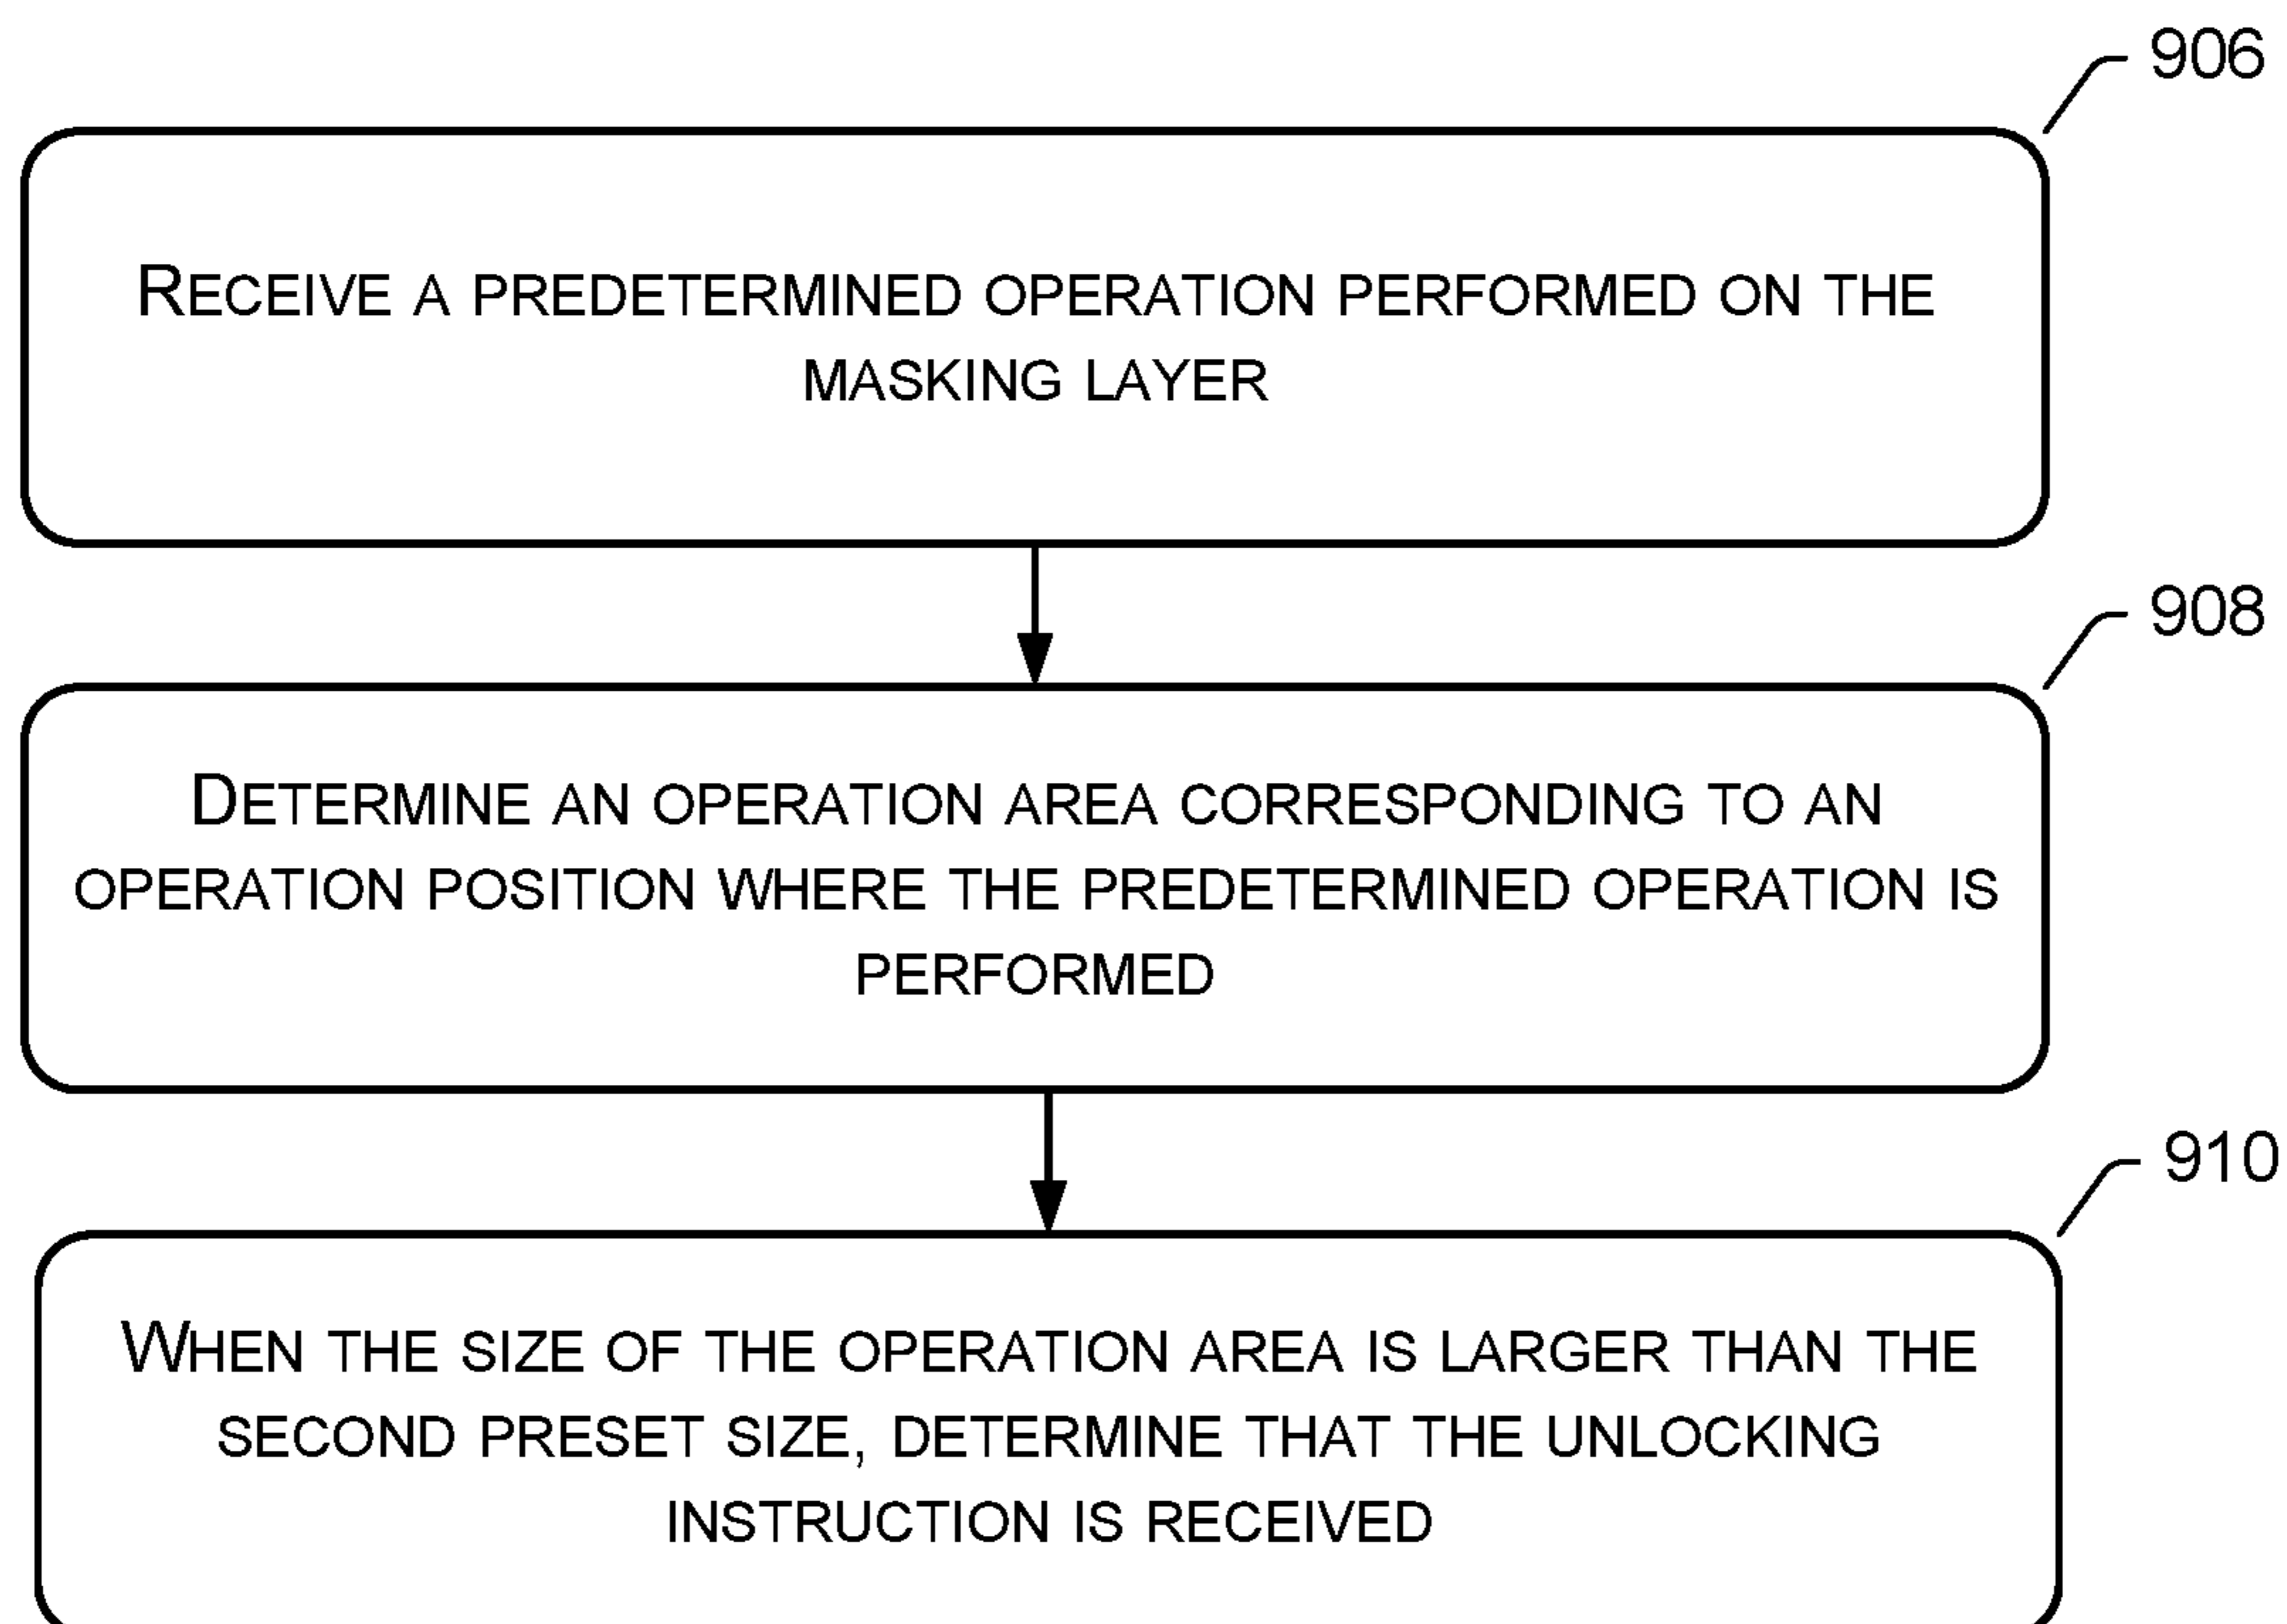 906
RECEIVE A PREDETERMINED OPERATION PERFORMED ON THE
MASKING LAYER
908
DETERMINE AN OPERATION AREA CORRESPONDING TO AN
OPERATION POSITION WHERE THE PREDETERMINED OPERATION IS
PERFORMED
910
WHEN THE SIZE OF THE OPERATION AREA IS LARGER THAN THE
SECOND PRESET SIZE, DETERMINE THAT THE UNLOCKING
INSTRUCTION IS RECEIVED